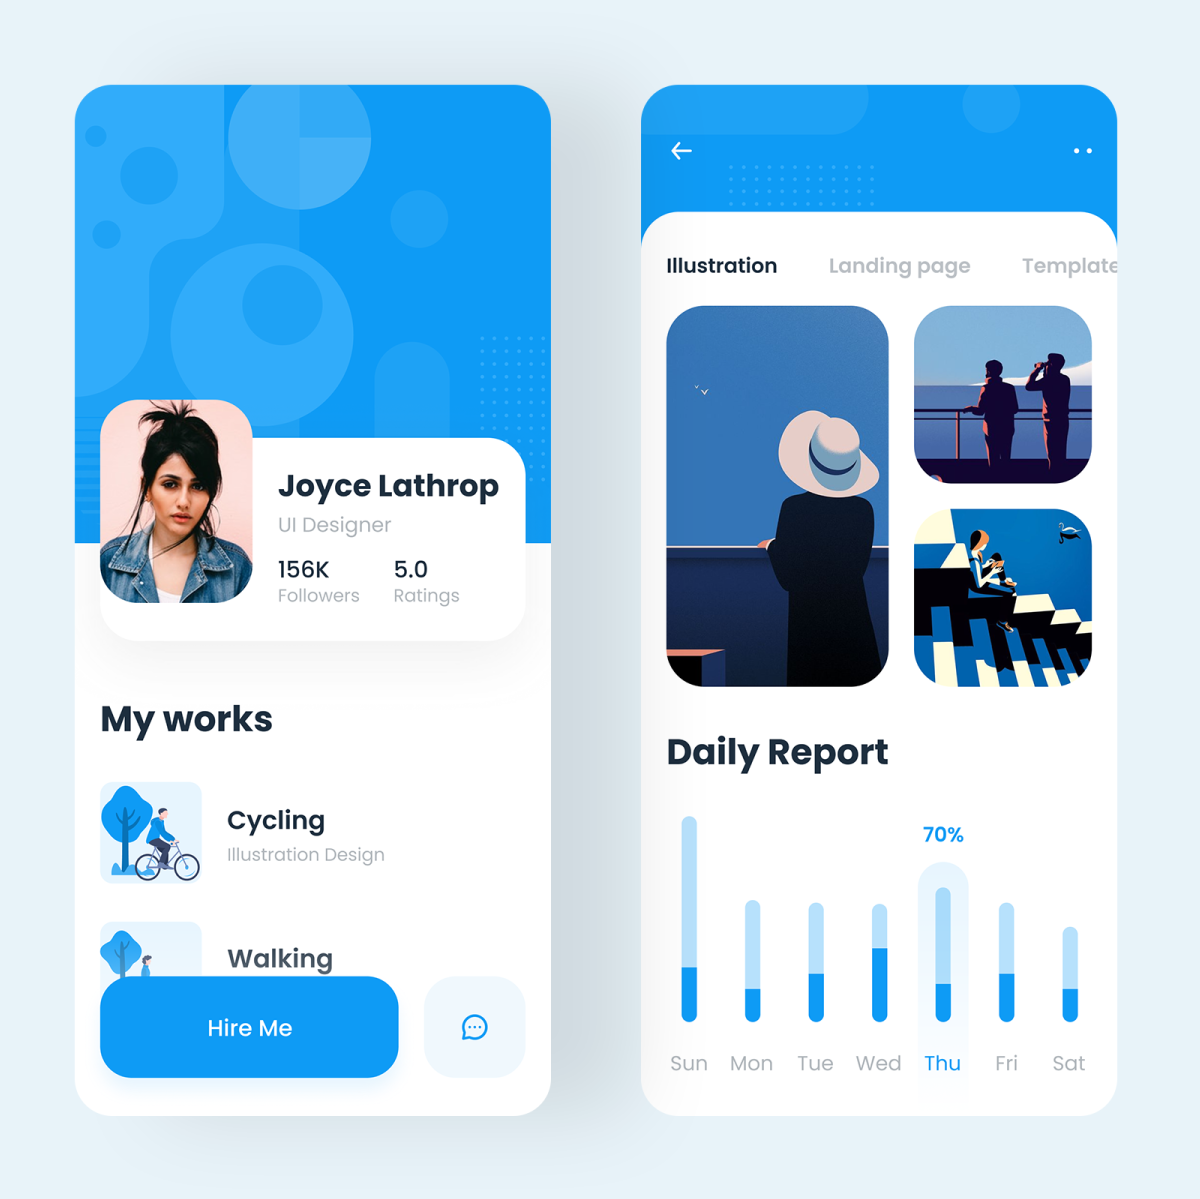 Joyce Lathrop
UI Designer
156K 5.0
Followers Ratings
My works
Cycling
Illustration Design
Walking
Hire Me
Illustration Landing page Template
Daily Report
70%
Sun Mon Tue Wed Thu Fri Sat